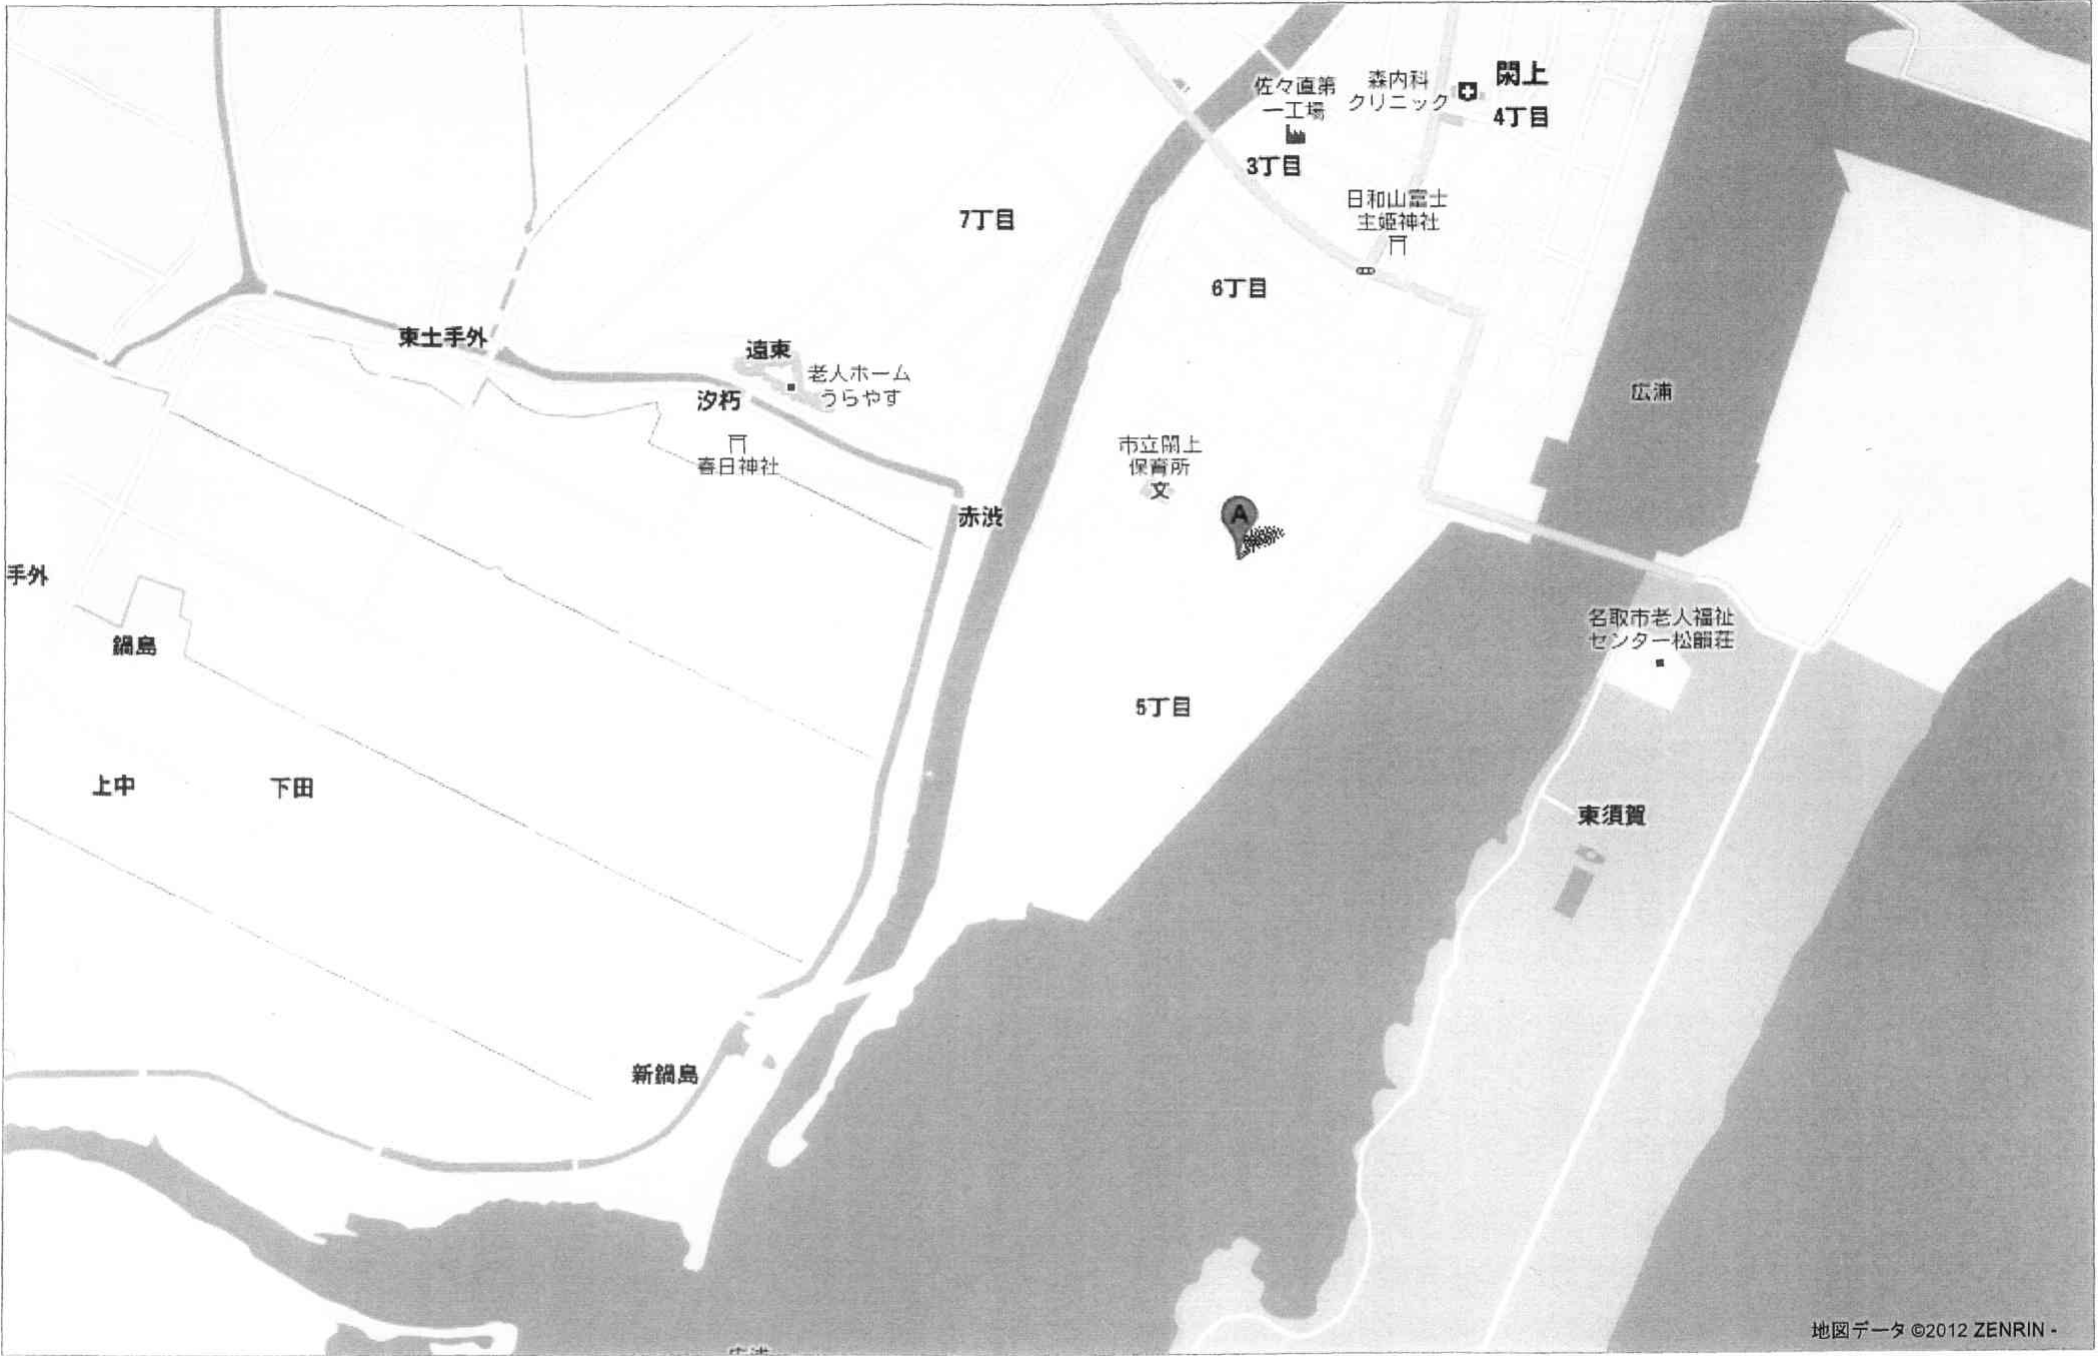 佐々直第
一工場
森内科
クリニック
閖上
4丁目
3丁目
日和山富士
主姫神社
7丁目
6丁目
東土手外
遠東
老人ホーム
うらやす
汐朽
春日神社
広浦
市立閖上
保育所
文
A
赤渋
手外
鍋島
名取市老人福祉
センター松韻荘
5丁目
上中
下田
東須賀
新鍋島
地図データ ©2012 ZENRIN -